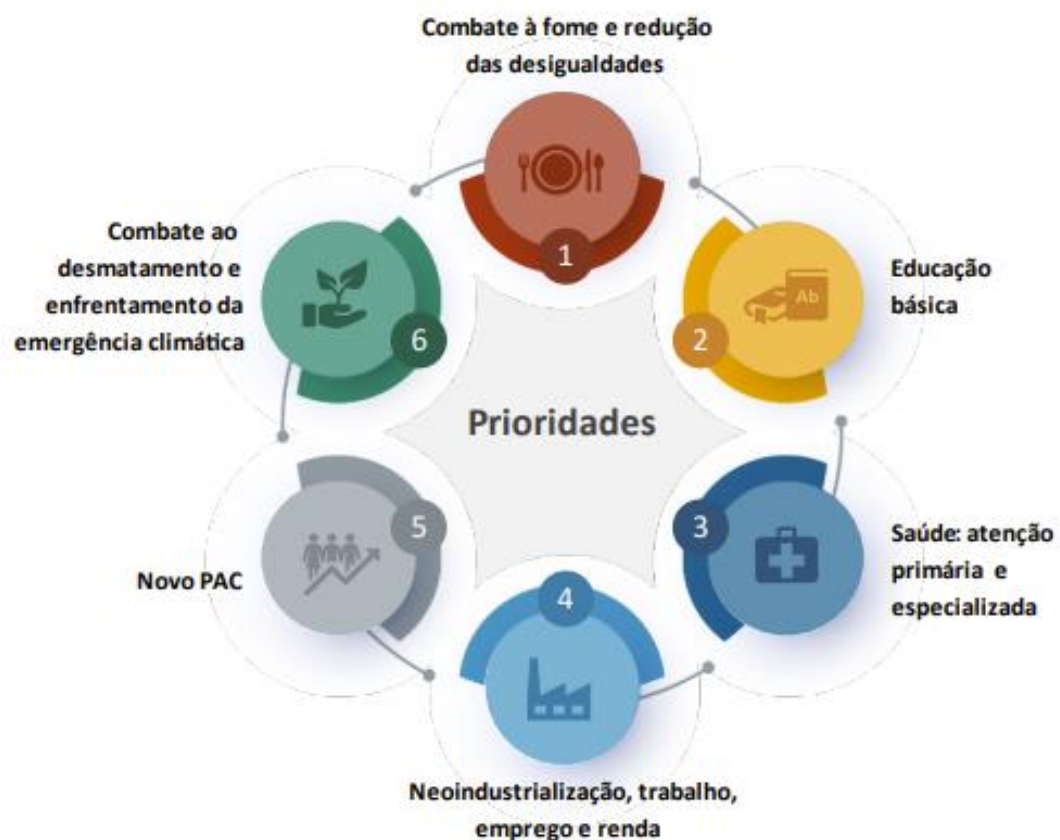 Combate à fome e redução
das desigualdades
1
Educação
básica
Ab
2
Saúde: atenção
primária e
especializada
3
4
Neoindustrialização, trabalho,
emprego e renda
Novo PAC
5
Combate ao
desmatamento e
enfrentamento da
emergência climática
6
Prioridades